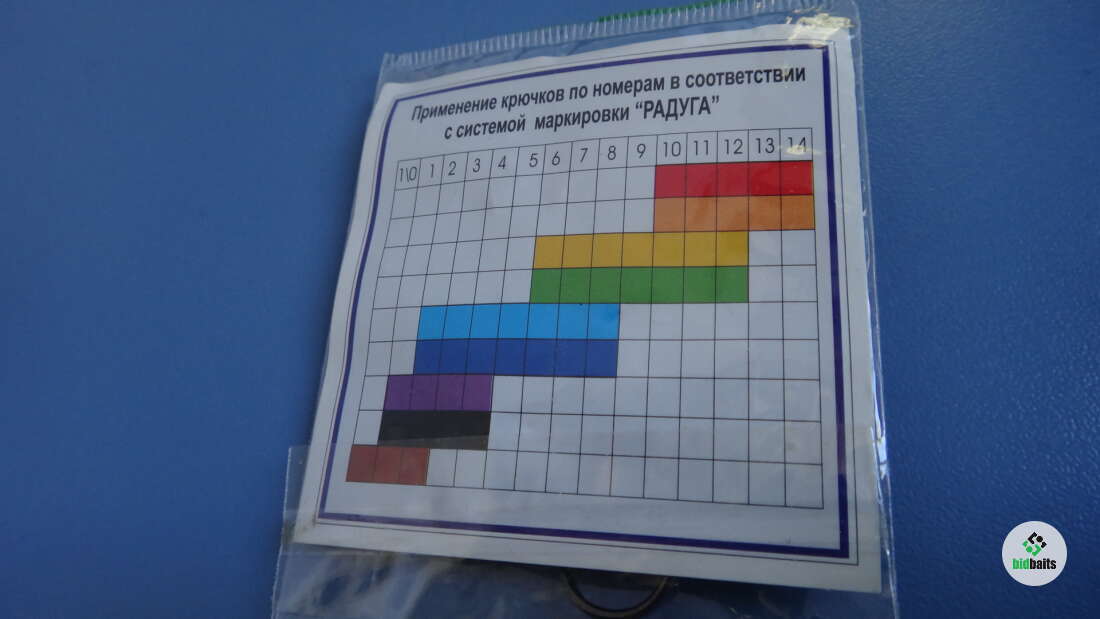 Применение крючков по номерам в соответствии
с системой маркировки "РАДУГА"
1\0 1 2 3 4 5 6 7 8 9 10 11 12 13 14
bidbaits